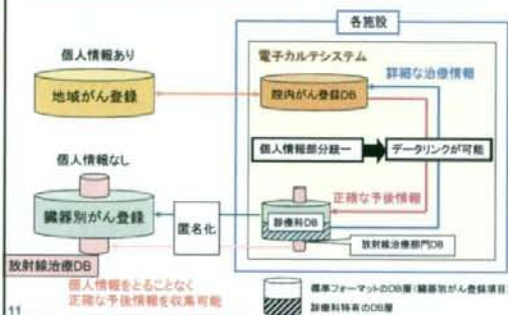 各施設
個人情報あり
電子カルテシステム
詳細な治療情報
地域がん登録
院内がん登録DB
個人情報部分統一
データリンクが可能
個人情報なし
正確な予後情報
臓器別がん登録
匿名化
診療科DB
放射線治療部門DB
放射線治療DB
個人情報をとることなく
正確な予後情報を収集可能
標準フォーマットのDB層(臓器別がん登録項目)
診療科特有のDB層
11